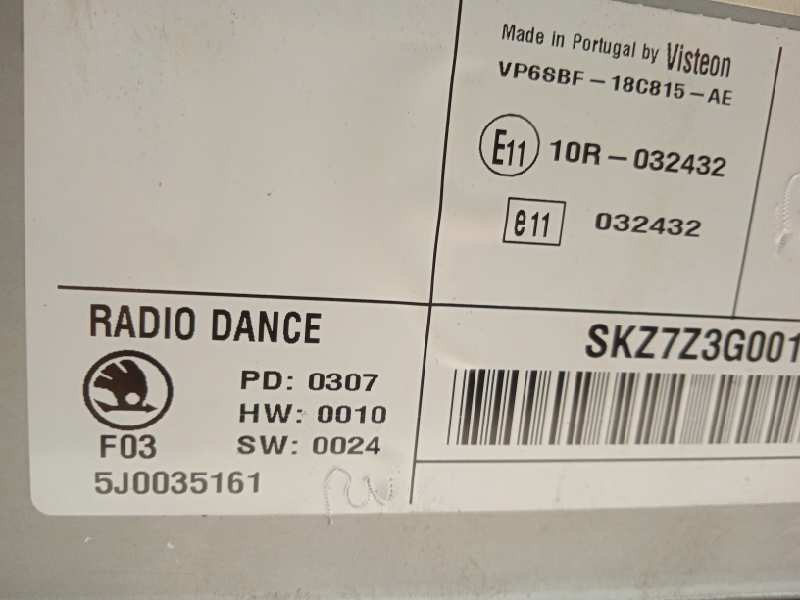 Made in Portugal by Visteon
VP6SBF-18C815-AE
E11 10R-032432
e11 032432
RADIO DANCE
SKZ7Z3G001
PD: 0307
HW: 0010
F03 SW: 0024
5J0035161